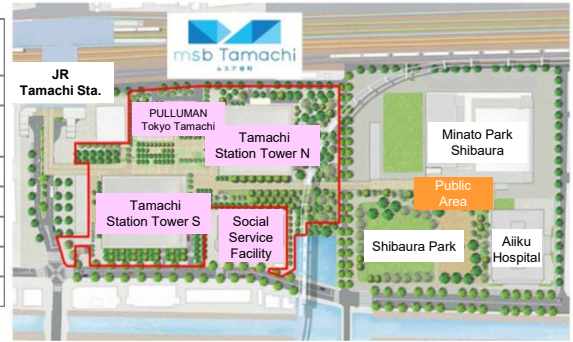 msb Tamachi
ムスブ田町
JR
Tamachi Sta.
PULLUMAN
Tokyo Tamachi
Tamachi
Station Tower N
Minato Park
Shibaura
Public
Area
Tamachi
Station Tower S
Social
Service
Facility
Shibaura Park
Aiiku
Hospital